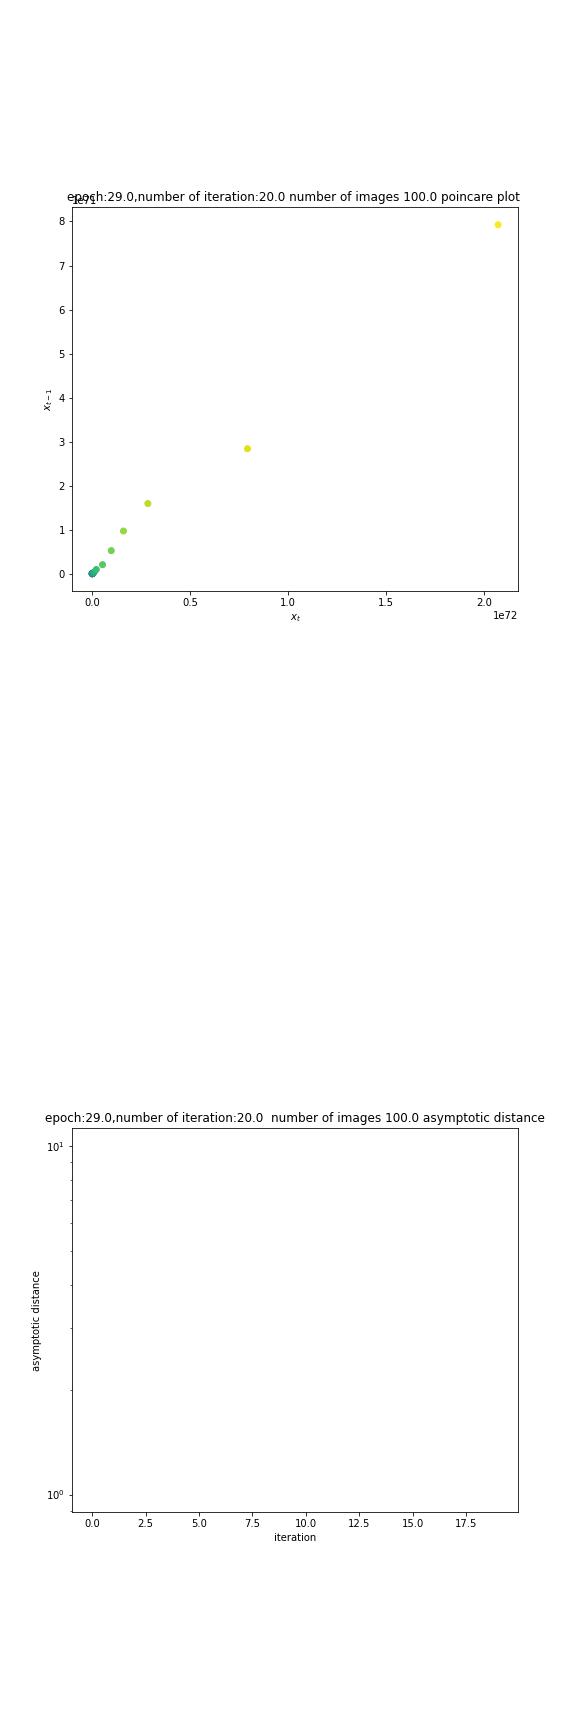 epoch:29.0,number of iteration:20.0 number of images 100.0 poincare plot
1e71
8
7
6
5
4
3
2
1
0
x_{t-1}
0.0 0.5 1.0 1.5 2.0
1e72
x_t
epoch:29.0,number of iteration:20.0  number of images 100.0 asymptotic distance
10^1
asymptotic distance
10^0
0.0 2.5 5.0 7.5 10.0 12.5 15.0 17.5
iteration